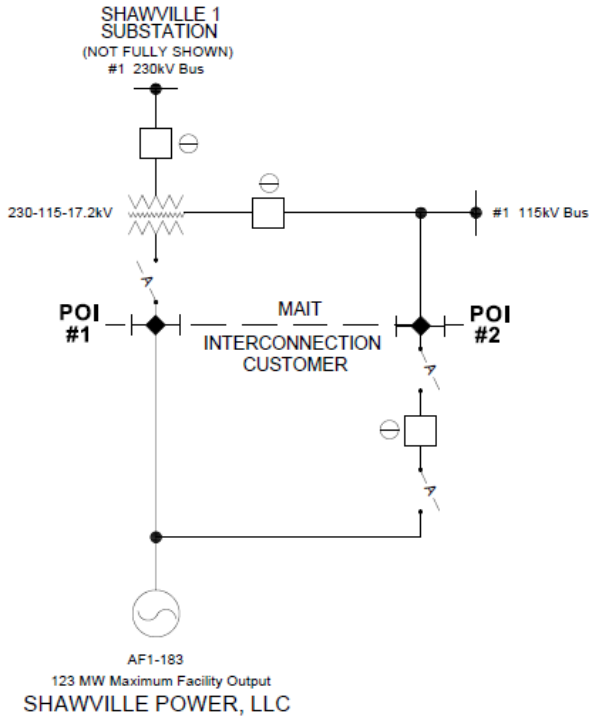 SHAWVILLE 1
SUBSTATION
(NOT FULLY SHOWN)
#1 230kV Bus
230-115-17.2kV
#1 115kV Bus
A
POI
#1
MAIT
INTERCONNECTION
CUSTOMER
POI
#2
A
A
AF1-183
123 MW Maximum Facility Output
SHAWVILLE POWER, LLC